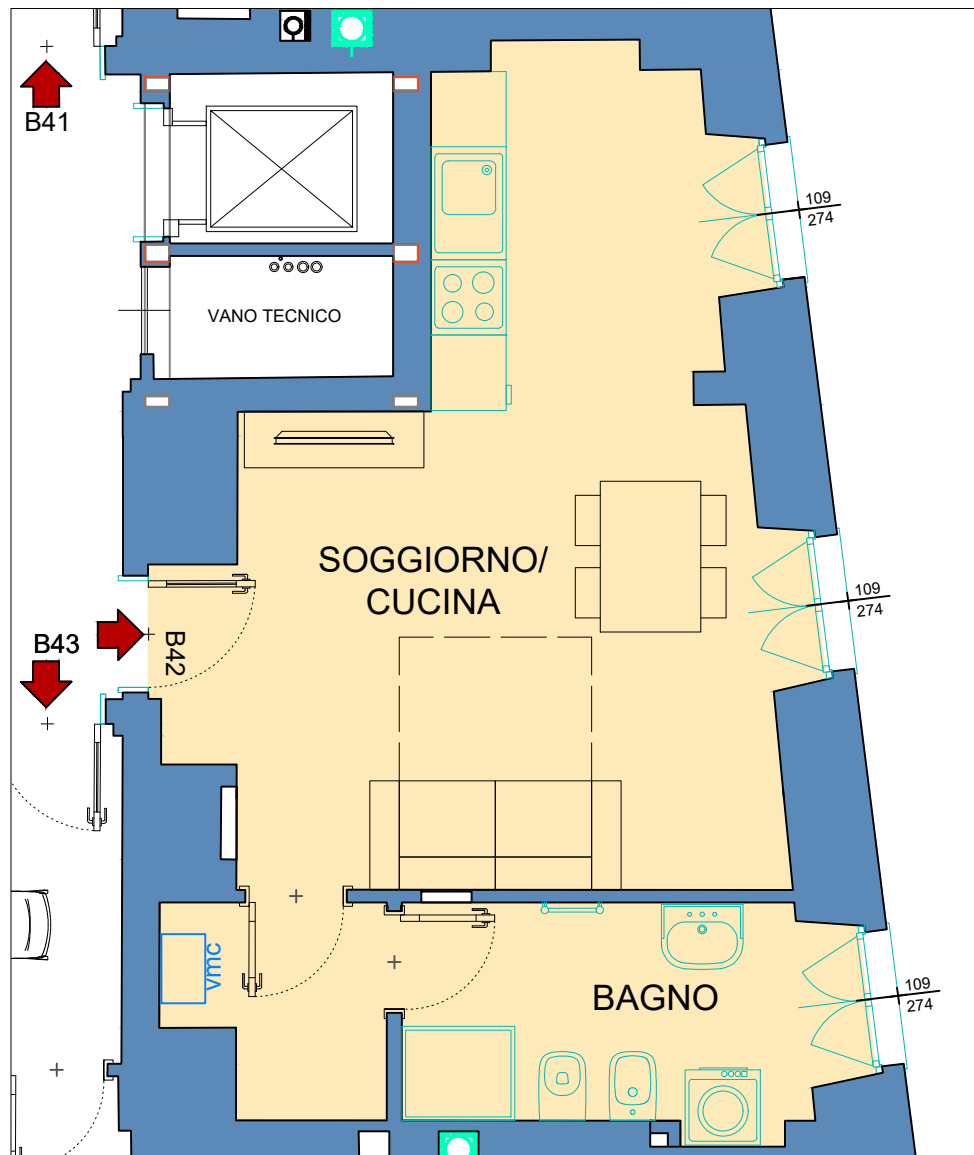 B41
109
274
VANO TECNICO
SOGGIORNO/
CUCINA
109
274
B43
B42
vmc
BAGNO
109
274